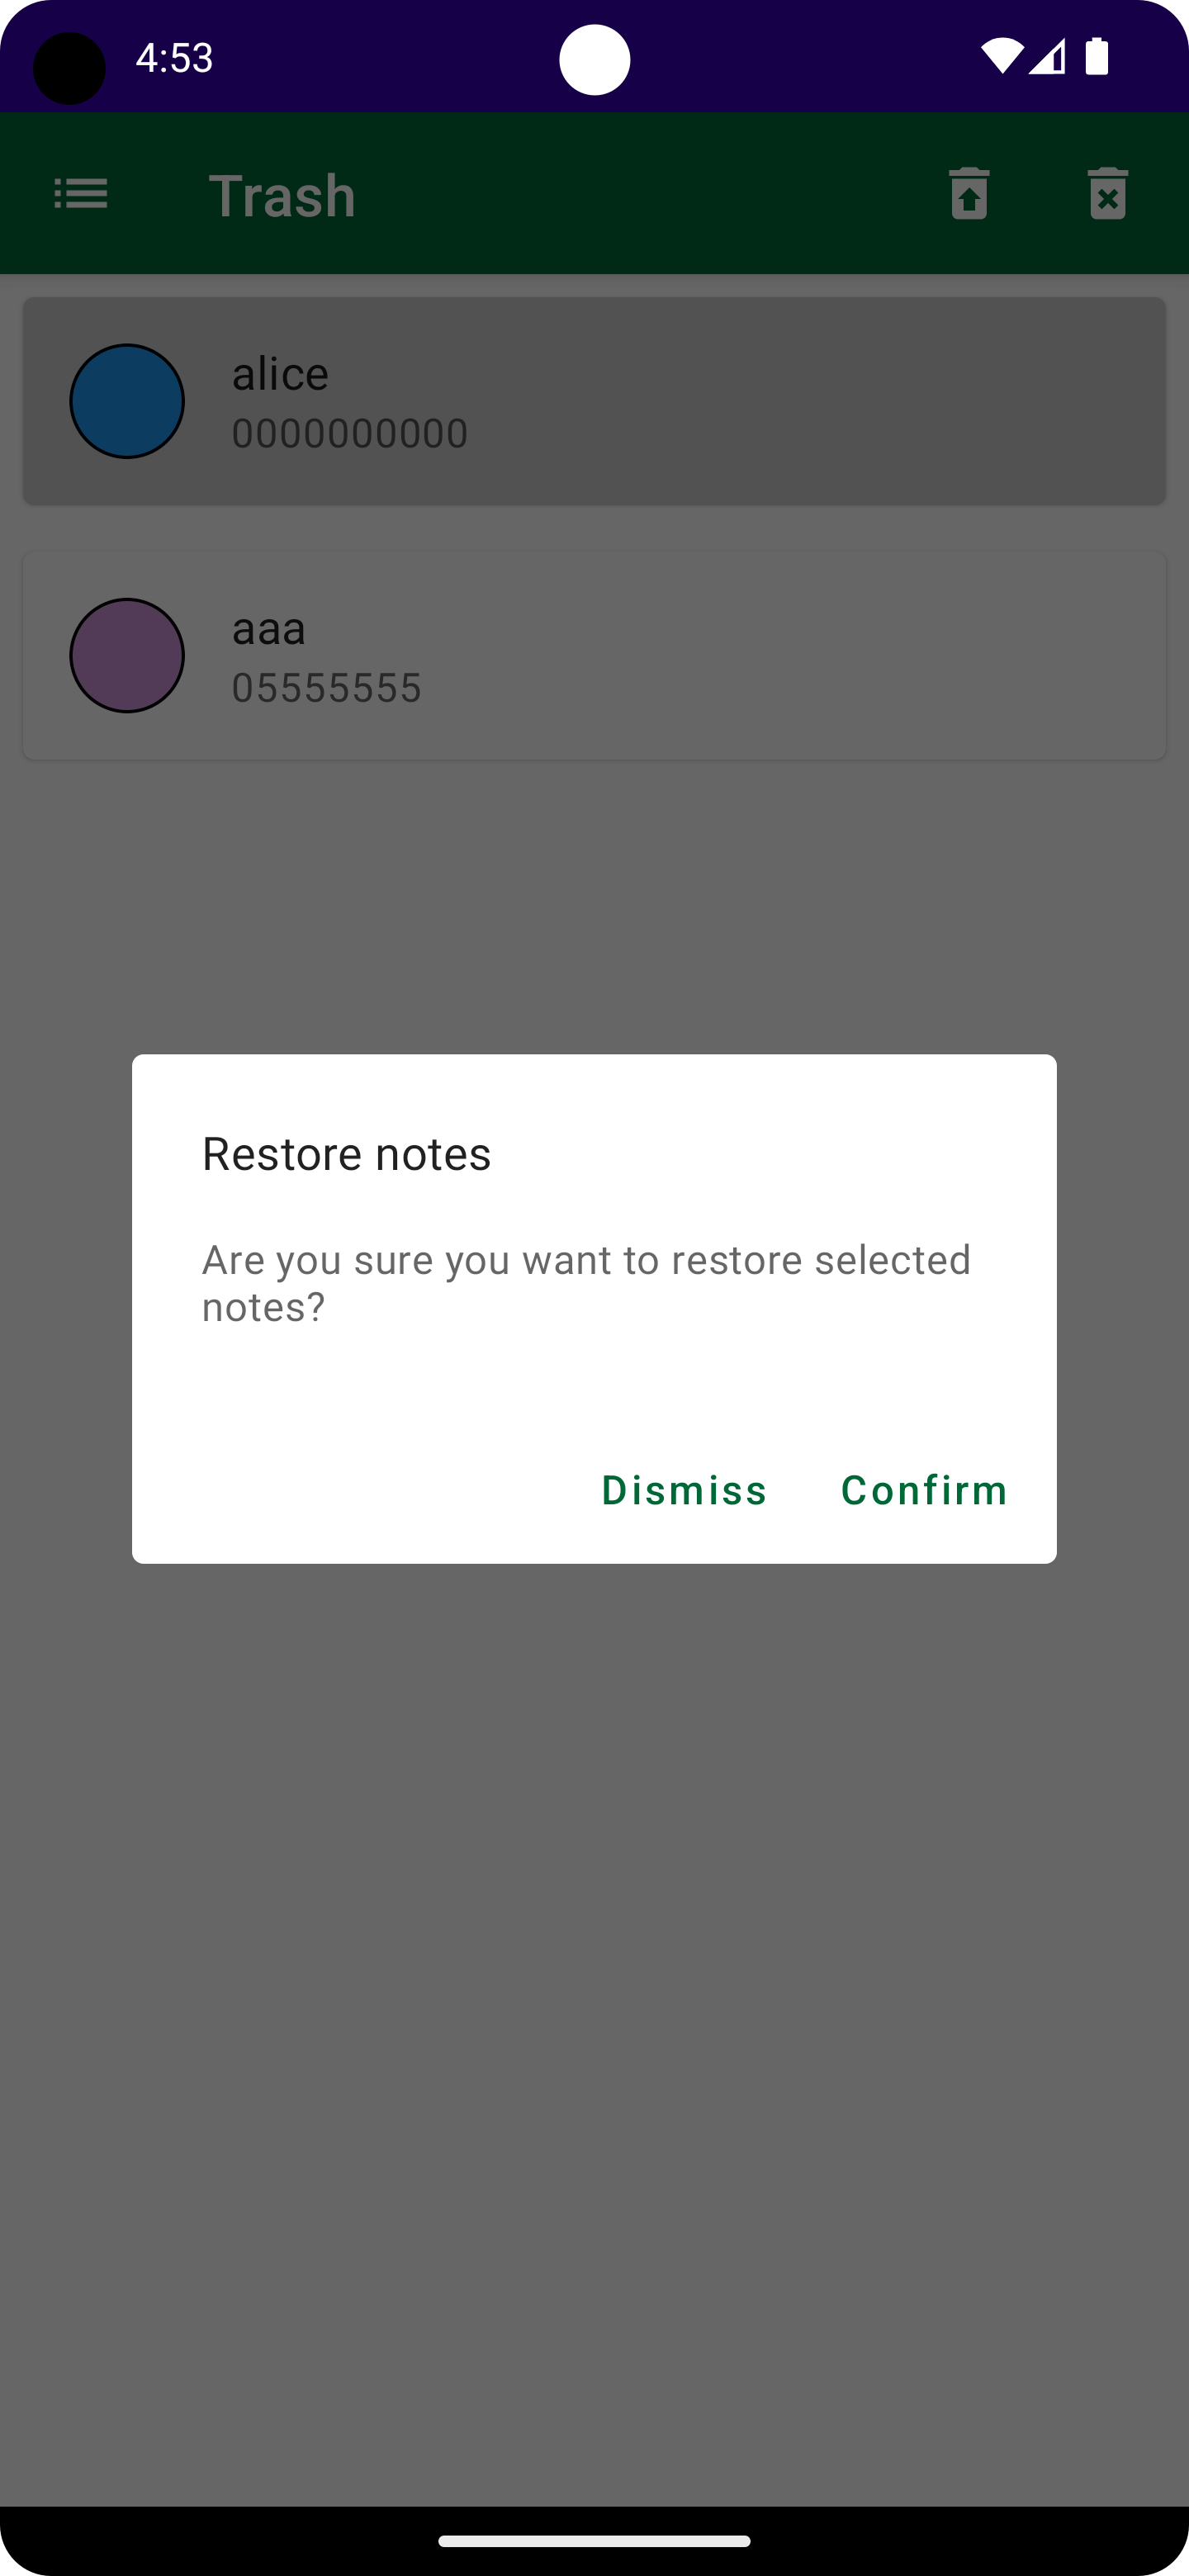 4:53
Trash
alice
0000000000
aaa
05555555
Restore notes
Are you sure you want to restore selected
notes?
Dismiss
Confirm